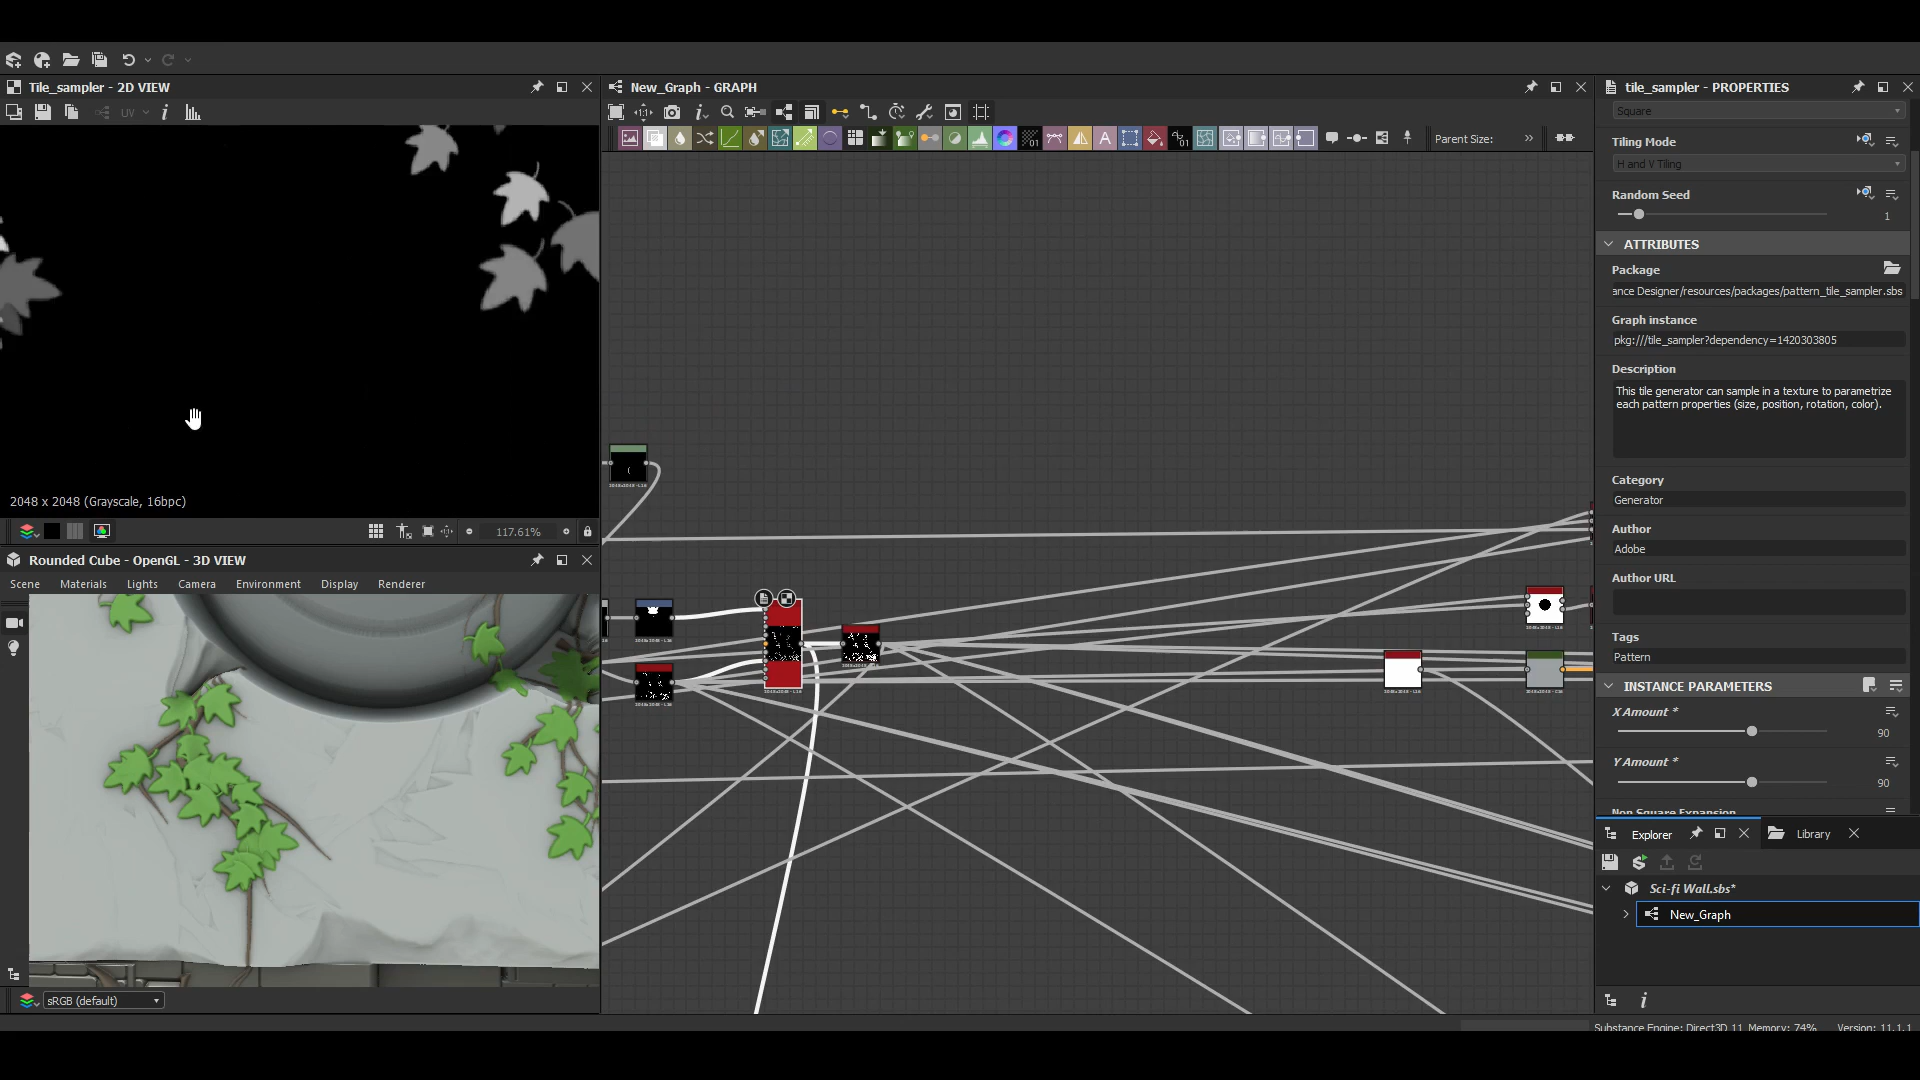 Tile_sampler - 2D VIEW
UV
2048 x 2048 (Grayscale, 16bpc)
117.61%
Rounded Cube - OpenGL - 3D VIEW
Scene Materials Lights Camera Environment Display Renderer
sRGB (default)
New_Graph - GRAPH
Parent Size:
tile_sampler - PROPERTIES
Square
Tiling Mode
H and V Tiling
Random Seed
1
ATTRIBUTES
Package
ance Designer/resources/packages/pattern_tile_sampler.sbs
Graph instance
pkg:///tile_sampler?dependency=1420303805
Description
This tile generator can sample in a texture to parametrize
each pattern properties (size, position, rotation, color).
Category
Generator
Author
Adobe
Author URL
Tags
Pattern
INSTANCE PARAMETERS
X Amount *
90
Y Amount *
90
Non Square Expansion
Explorer Library
Sci-fi Wall.sbs*
New_Graph
Substance Engine: Direct3D 11 Memory: 74% Version: 11.1.1